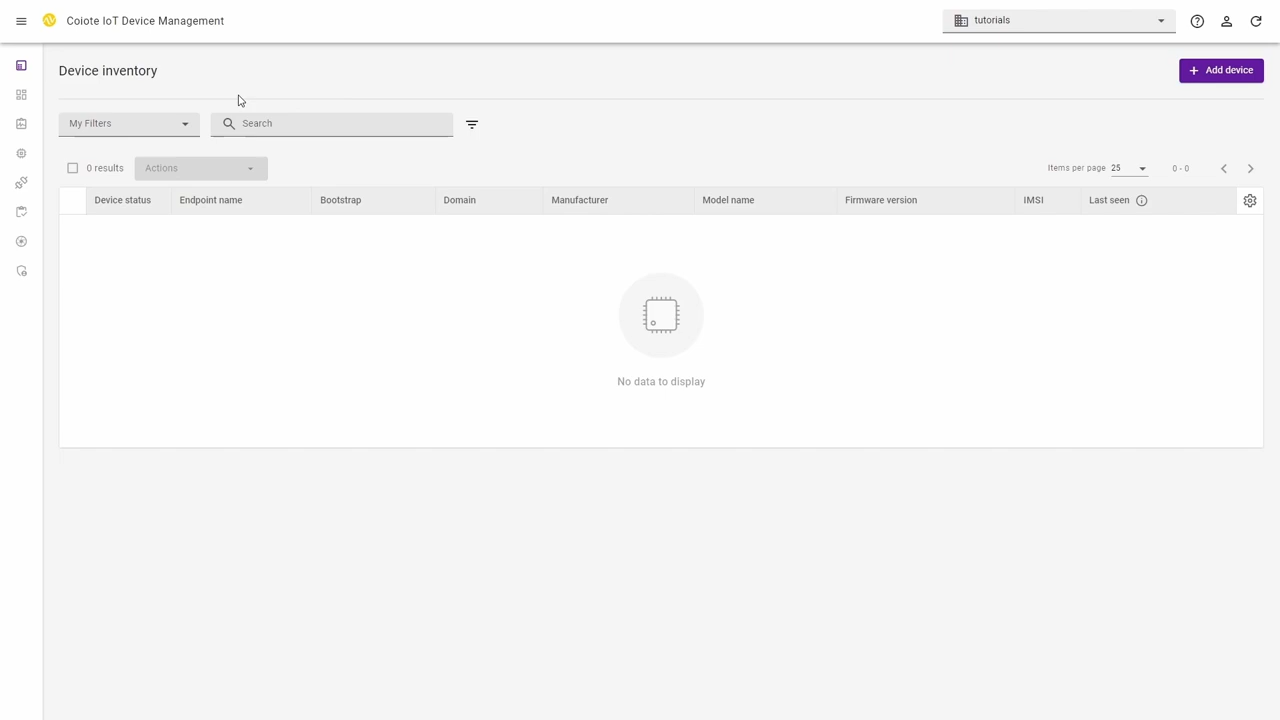 Coiote IoT Device Management
tutorials
Device inventory
Add device
My Filters
Search
0 results
Actions
Items per page 25
0 - 0
Device status Endpoint name Bootstrap Domain Manufacturer Model name Firmware version IMSI Last seen
No data to display